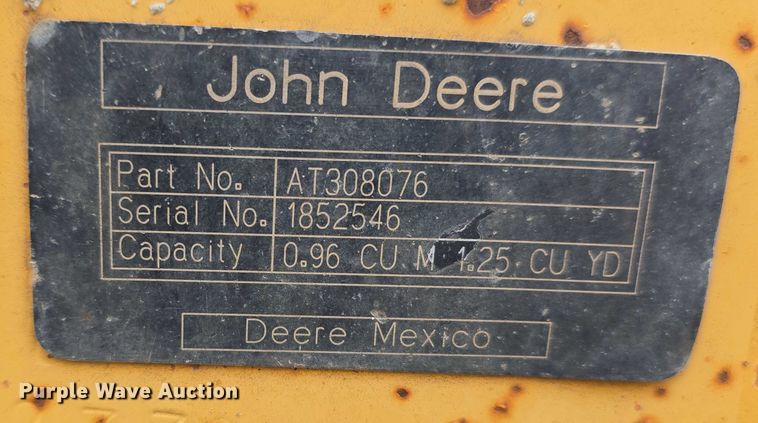 John Deere
Part No. AT308076
Serial No. 1852546
Capacity 0.96 CU M 1.25 CU YD
Deere Mexico
Purple Wave Auction